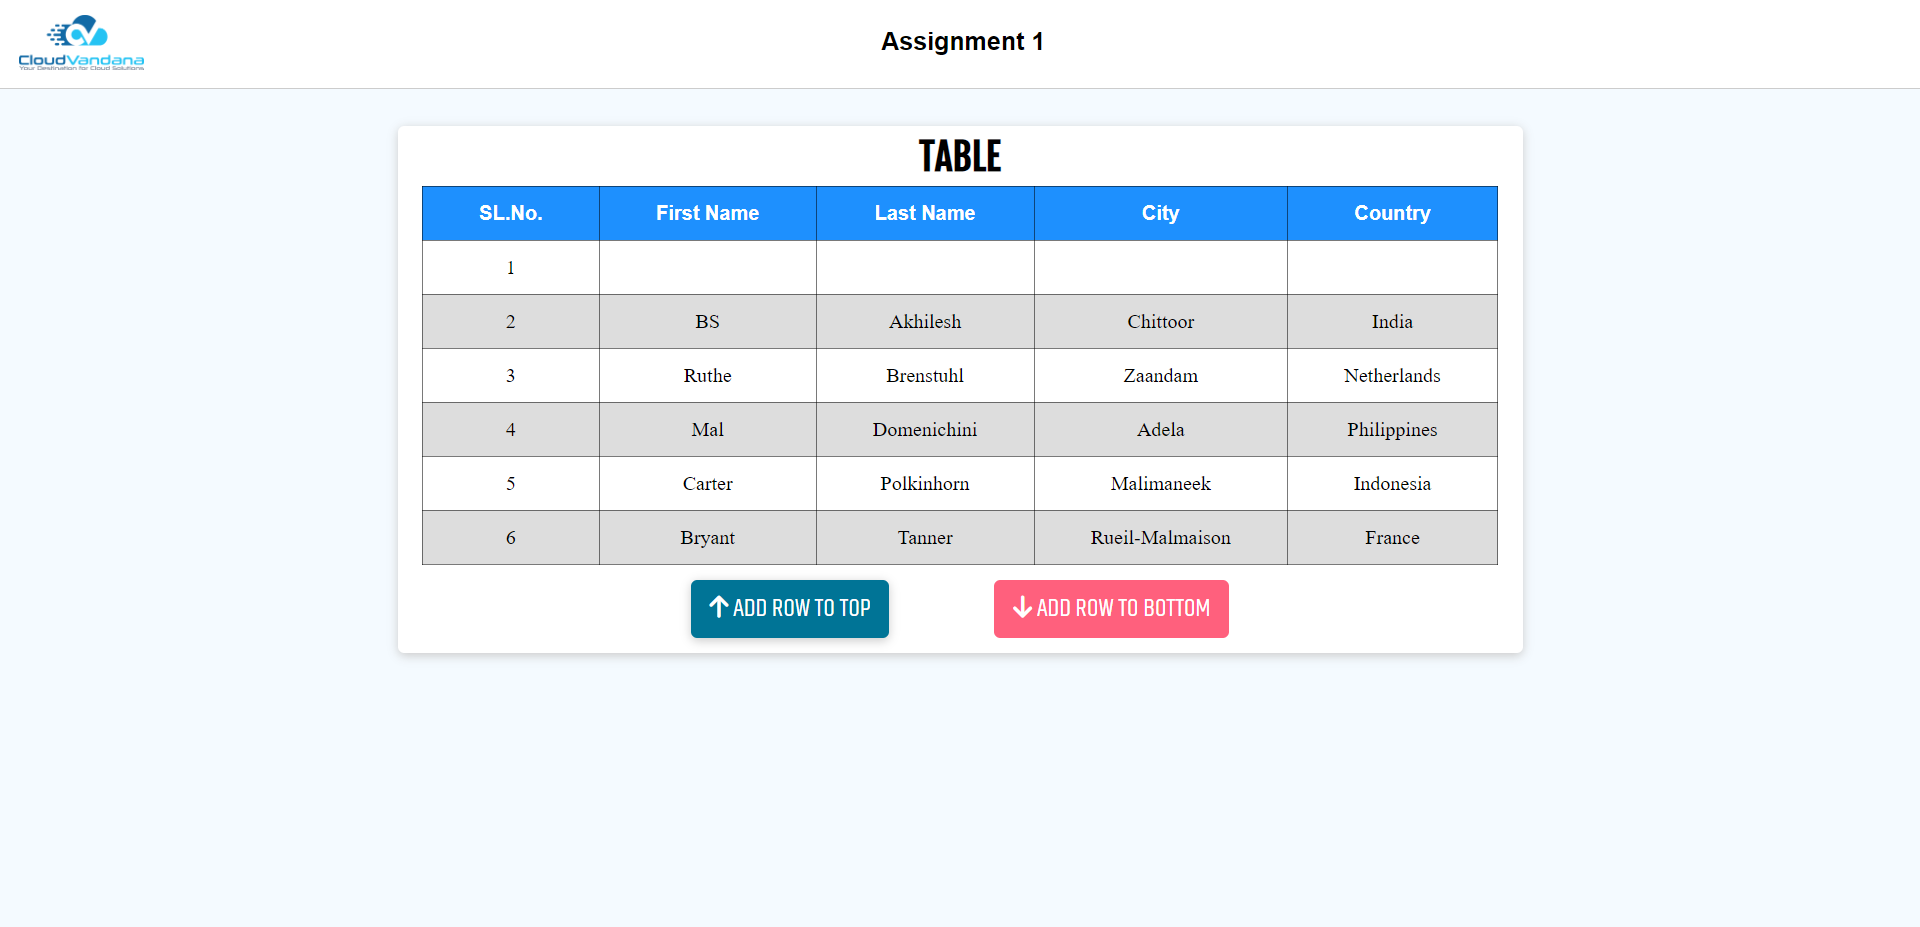 CloudVandana
Your Destination for Cloud Solutions
Assignment 1
TABLE
SL.No. First Name Last Name City Country
1
2 BS Akhilesh Chittoor India
3 Ruthe Brenstuhl Zaandam Netherlands
4 Mal Domenichini Adela Philippines
5 Carter Polkinhorn Malimaneek Indonesia
6 Bryant Tanner Rueil-Malmaison France
ADD ROW TO TOP ADD ROW TO BOTTOM